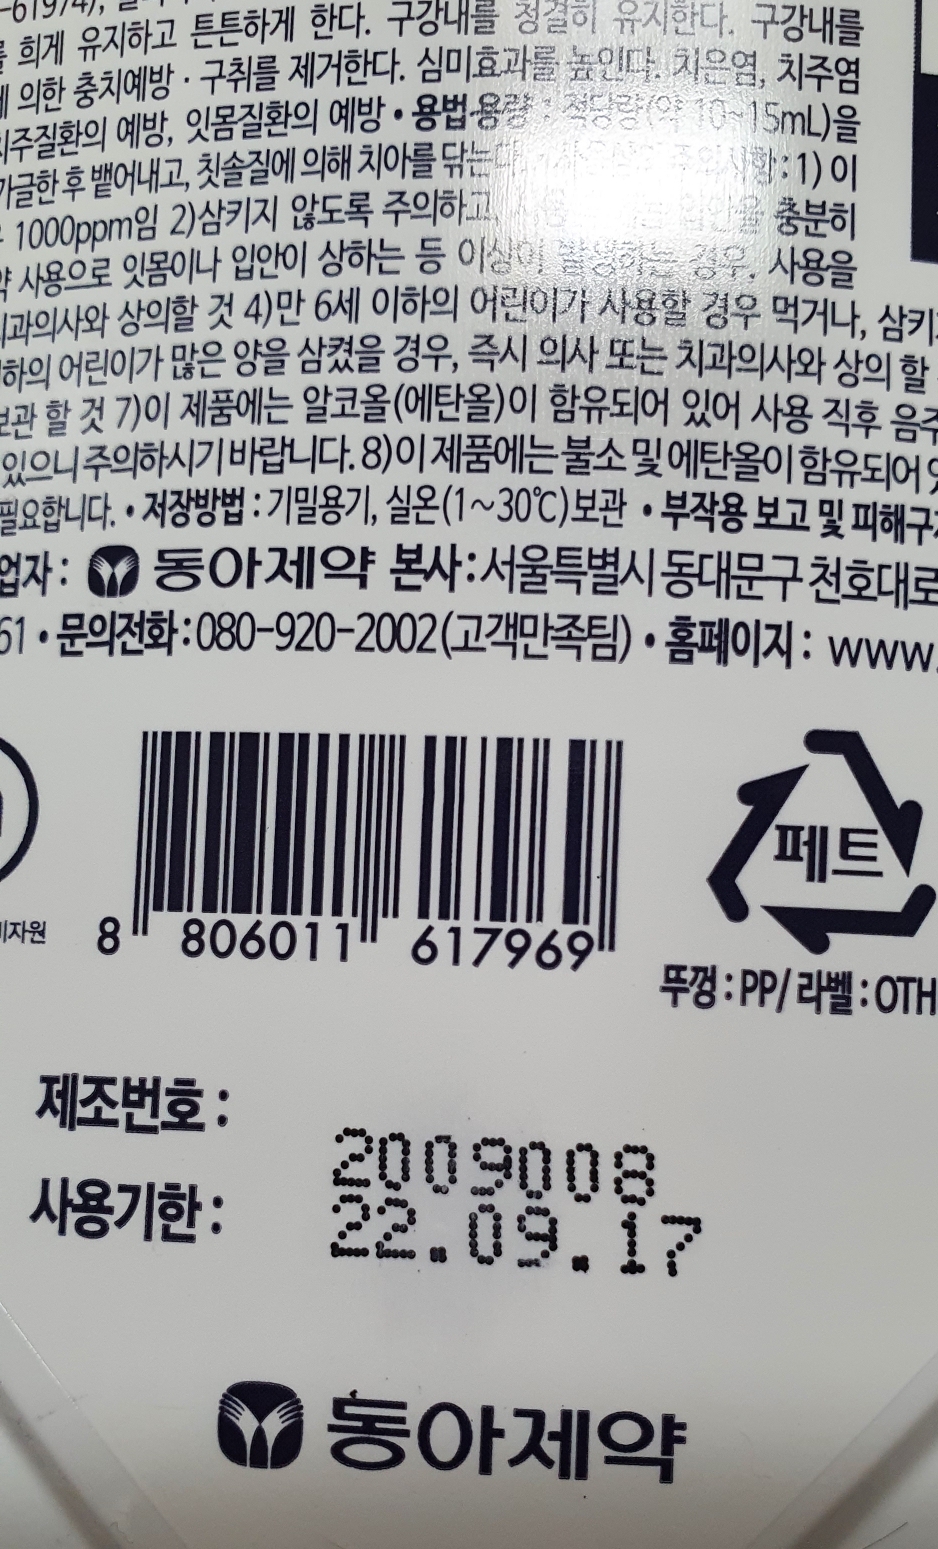 -61974),
희게 유지하고 튼튼하게 한다. 구강내를 청결히 유지한다. 구강내를
의한 충치예방 · 구취를 제거한다. 심미효과를 높인다. 치은염, 치주염
치주질환의 예방, 잇몸질환의 예방 • 용법·용량 : 적당량(약 10~15mL)을
가글한 후 뱉어내고, 칫솔질에 의해 치아를 닦는다. 주의사항 : 1) 이
1000ppm임 2)삼키지 않도록 주의하고, 입안을 충분히
사용으로 잇몸이나 입안이 상하는 등 이상이 발생하는 경우, 사용을
치과의사와 상의할 것 4)만 6세 이하의 어린이가 사용할 경우 먹거나, 삼키
이하의 어린이가 많은 양을 삼켰을 경우, 즉시 의사 또는 치과의사와 상의 할
보관 할 것 7)이 제품에는 알코올(에탄올)이 함유되어 있어 사용 직후 음주
있으니 주의하시기 바랍니다. 8)이 제품에는 불소 및 에탄올이 함유되어
필요합니다. • 저장방법 : 기밀용기, 실온(1~30℃)보관 • 부작용 보고 및 피해구
업자 : 동아제약 본사 : 서울특별시 동대문구 천호대로
61 • 문의전화 : 080-920-2002(고객만족팀) • 홈페이지 : www.
페트
비자원
8 806011 617969
뚜껑 : PP/ 라벨 : OTH
제조번호 : 2009008
사용기한 : 22.09.17
동아제약